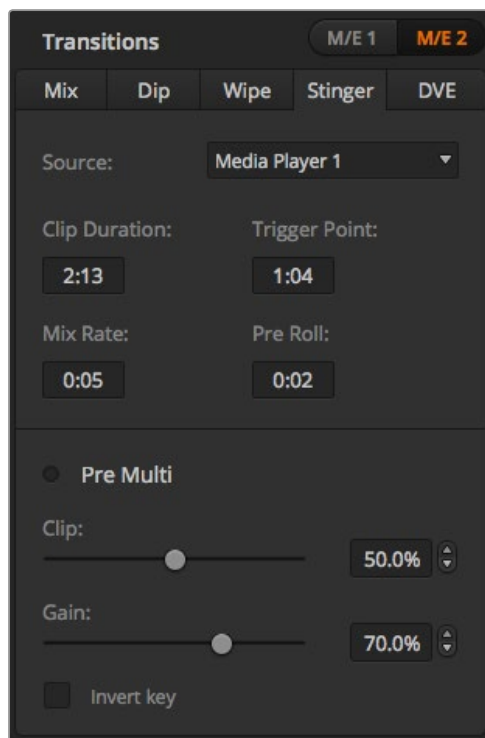 Transitions M/E 1 M/E 2
Mix Dip Wipe Stinger DVE
Source: Media Player 1
Clip Duration: Trigger Point:
2:13 1:04
Mix Rate: Pre Roll:
0:05 0:02
Pre Multi
Clip:
50.0%
Gain:
70.0%
Invert key